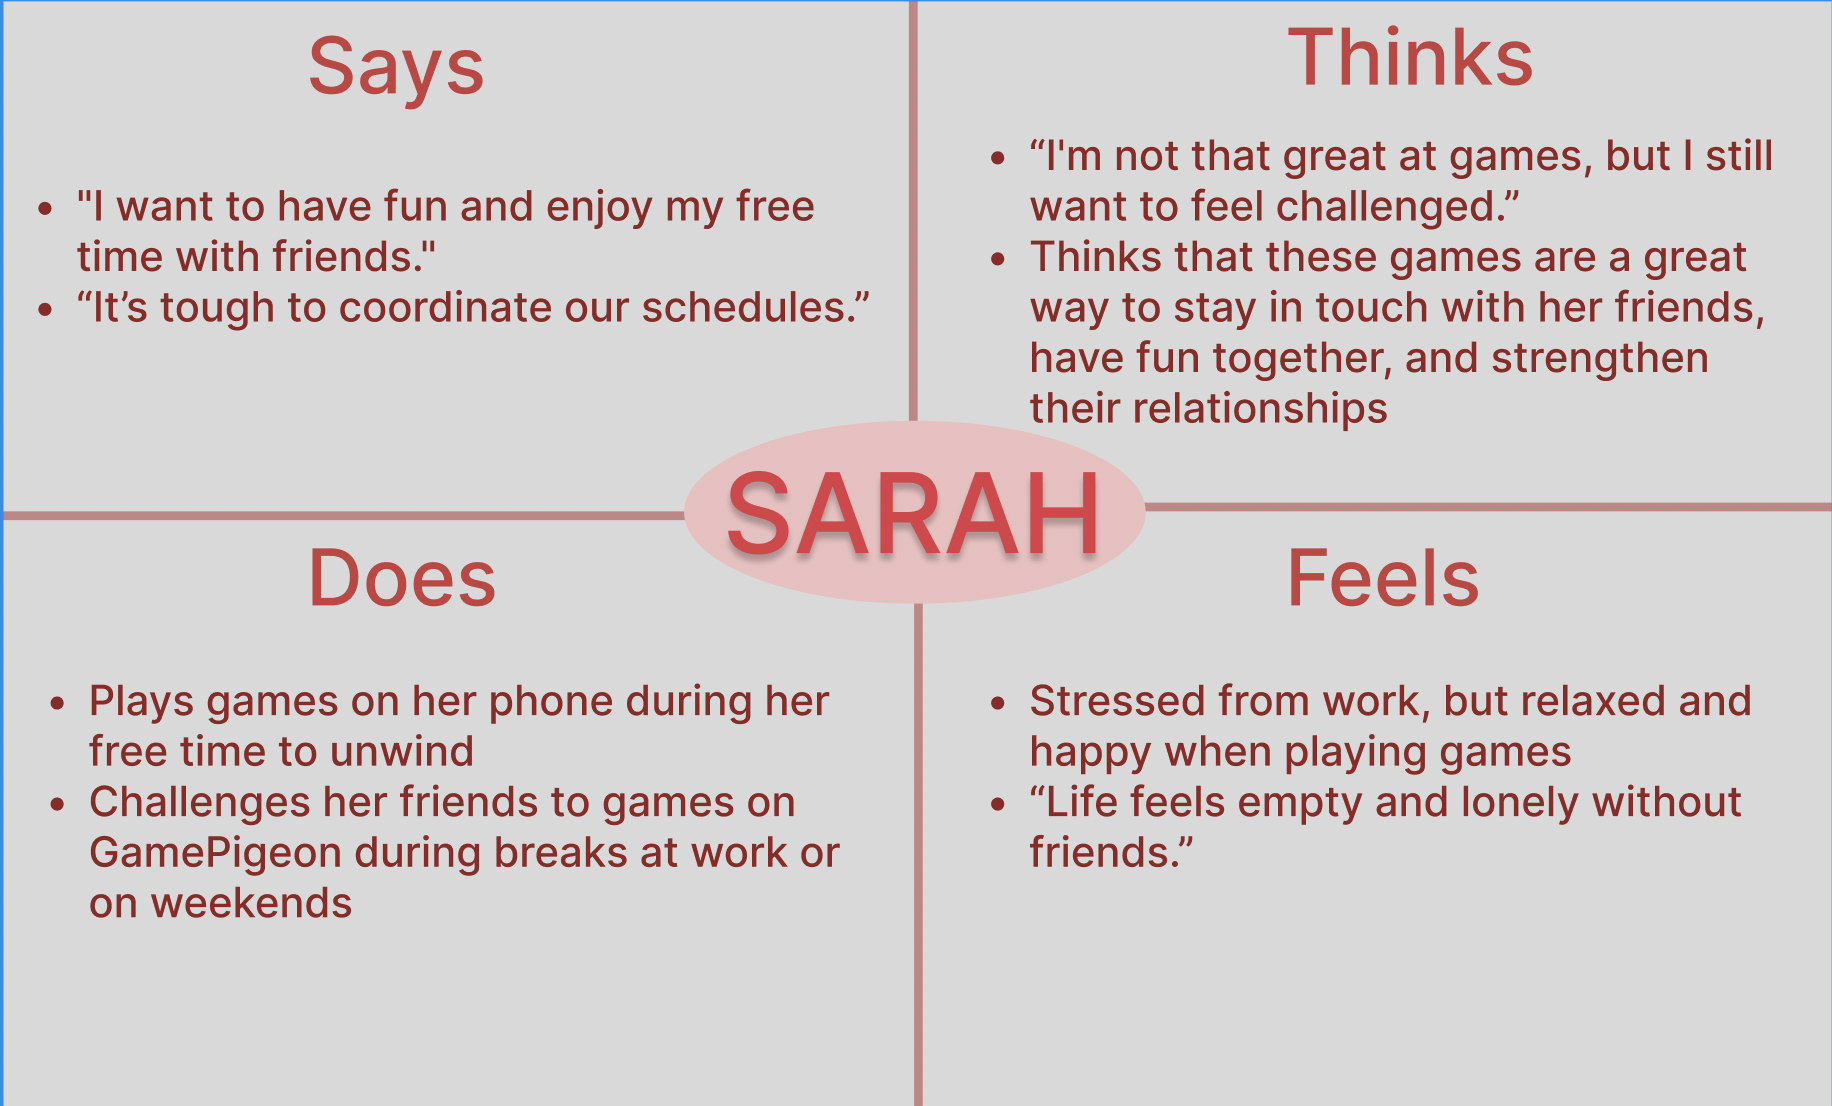 Says
• "I want to have fun and enjoy my free
time with friends."
• “It’s tough to coordinate our schedules.”
Thinks
• “I'm not that great at games, but I still
want to feel challenged.”
• Thinks that these games are a great
way to stay in touch with her friends,
have fun together, and strengthen
their relationships
SARAH
Does
• Plays games on her phone during her
free time to unwind
• Challenges her friends to games on
GamePigeon during breaks at work or
on weekends
Feels
• Stressed from work, but relaxed and
happy when playing games
• “Life feels empty and lonely without
friends.”